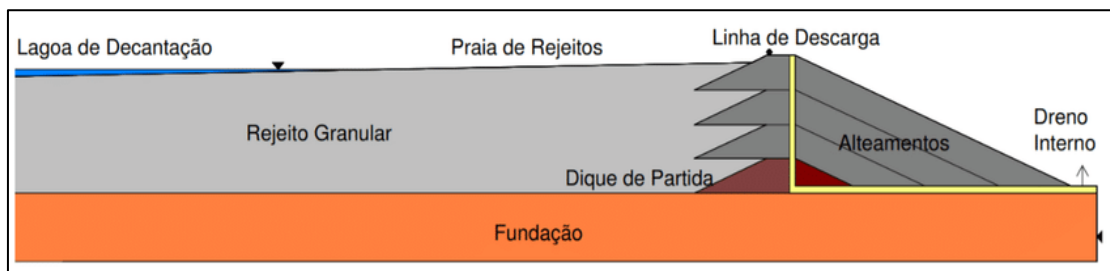 Lagoa de Decantação
Praia de Rejeitos
Linha de Descarga
Rejeito Granular
Alteamentos
Dreno
Interno
Dique de Partida
Fundação